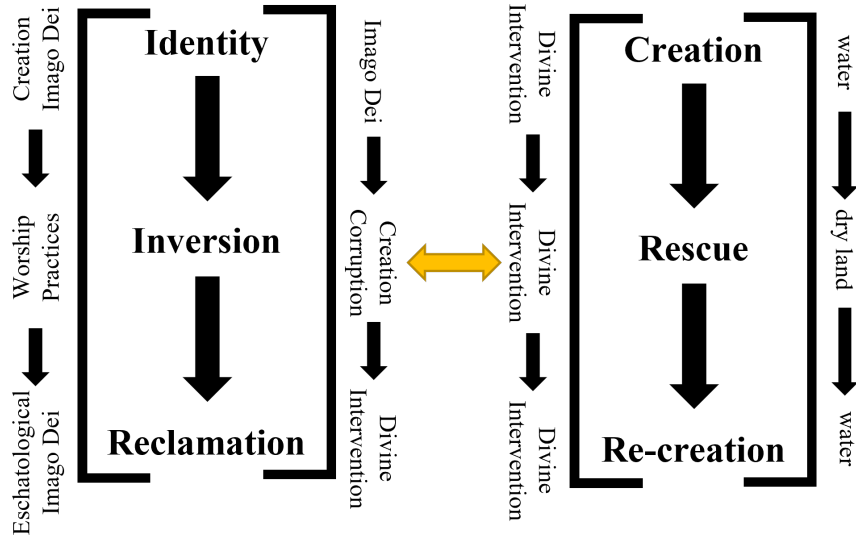 Creation
Imago Dei
Worship
Practices
Eschatological
Imago Dei
Identity
Inversion
Reclamation
Imago Dei
Creation
Corruption
Divine
Intervention
Divine
Intervention
Divine
Intervention
Divine
Intervention
Creation
Rescue
Re-creation
water
dry land
water